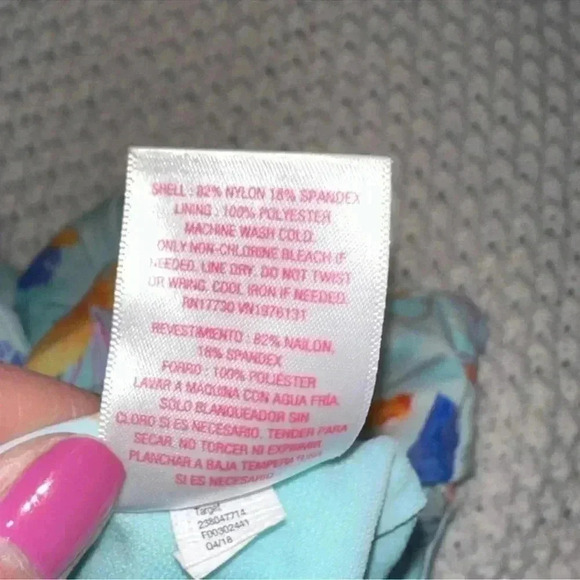 SHELL : 82% NYLON 18% SPANDEX
LINING : 100% POLYESTER
MACHINE WASH COLD.
ONLY NON-CHLORINE BLEACH IF
NEEDED. LINE DRY. DO NOT TWIST
OR WRING. COOL IRON IF NEEDED.
RN17730 VN1976131
REVESTIMIENTO : 82% NAILON,
18% SPANDEX
FORRO : 100% POLIÉSTER
LAVAR A MÁQUINA CON AGUA FRÍA.
SOLO BLANQUEADOR SIN
CLORO SI ES NECESARIO. TENDER PARA
SECAR. NO TORCER NI EXPRIMIR
PLANCHAR A BAJA TEMPERATURA
SI ES NECESARIO
Target
238047714
F00302441
04/18